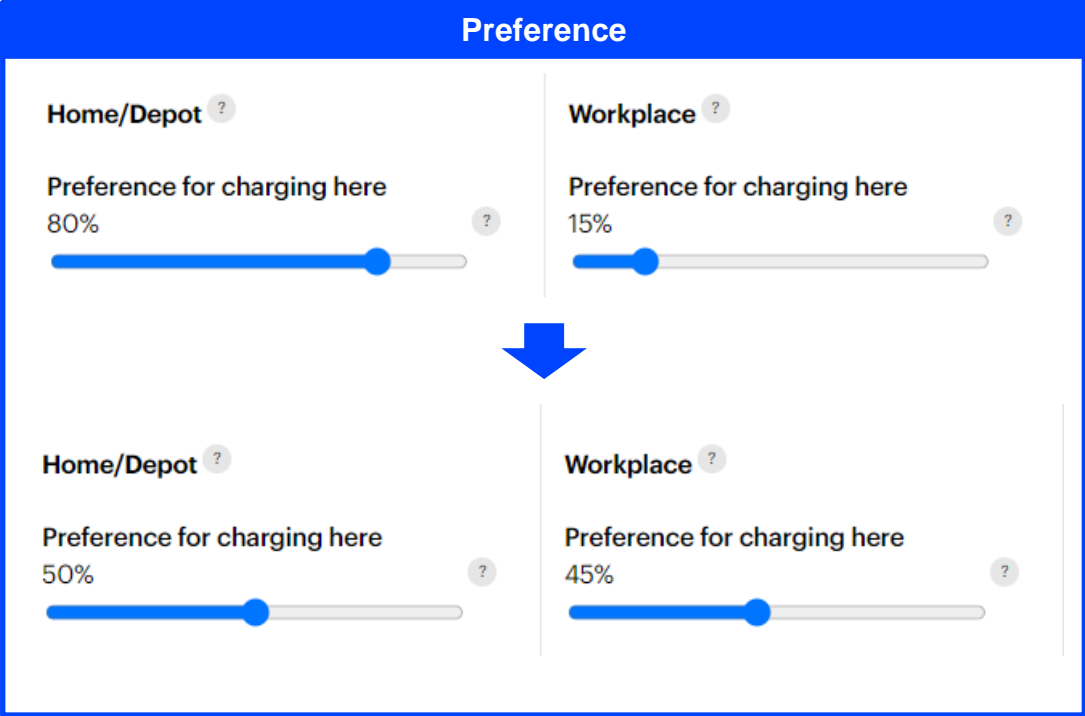 Preference
Home/Depot ?
Workplace ?
Preference for charging here
Preference for charging here
80% ?
15% ?
Home/Depot ?
Workplace ?
Preference for charging here
Preference for charging here
50% ?
45% ?